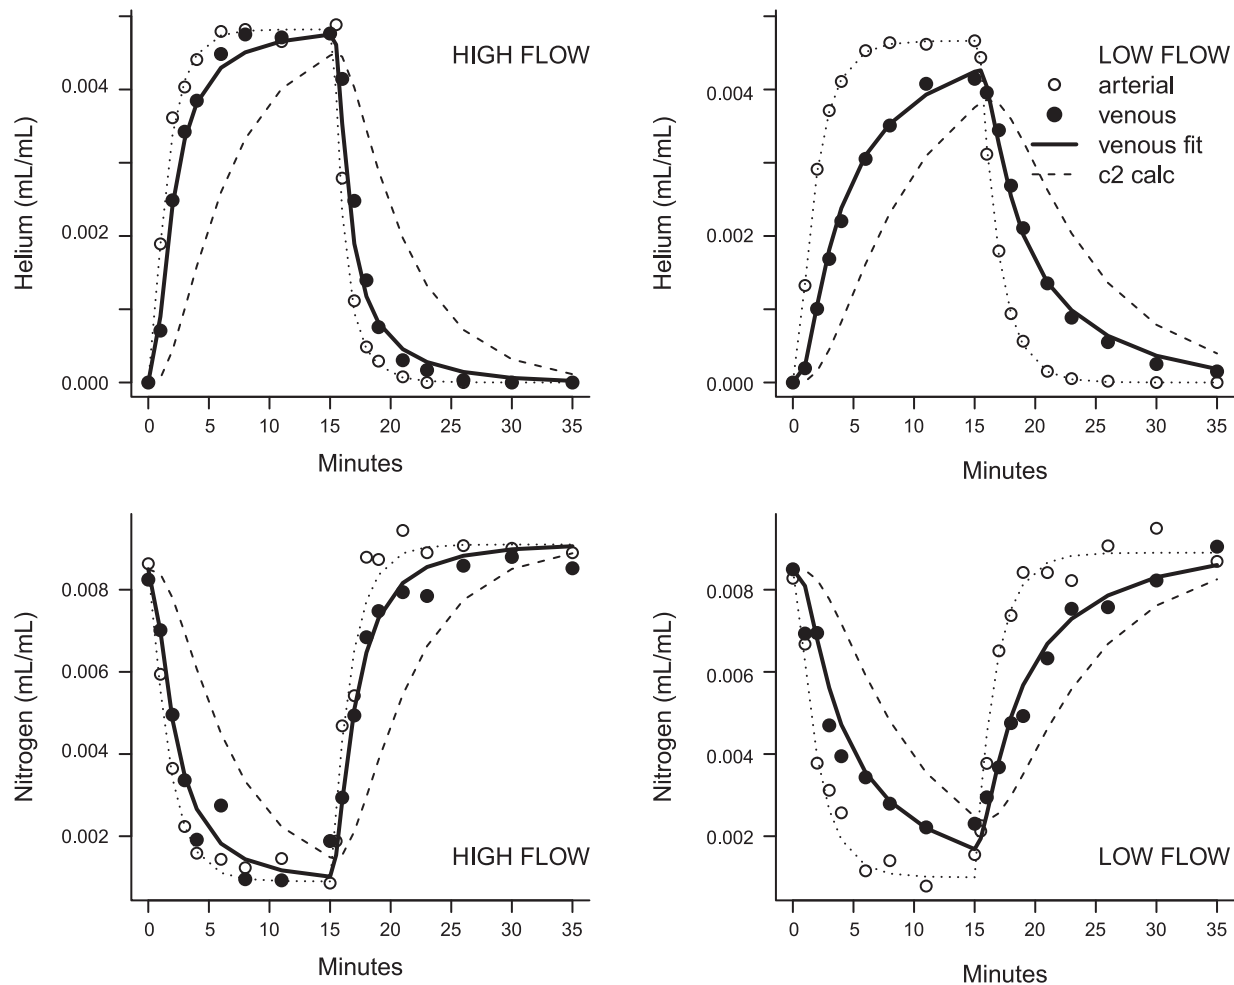 HIGH FLOW
Helium (mL/mL)
0.004
0.002
0.000
0 5 10 15 20 25 30 35
Minutes
LOW FLOW
arterial
venous
venous fit
c2 calc
Helium (mL/mL)
0.004
0.002
0.000
0 5 10 15 20 25 30 35
Minutes
Nitrogen (mL/mL)
0.008
0.006
0.004
0.002
HIGH FLOW
0 5 10 15 20 25 30 35
Minutes
Nitrogen (mL/mL)
0.008
0.006
0.004
0.002
LOW FLOW
0 5 10 15 20 25 30 35
Minutes